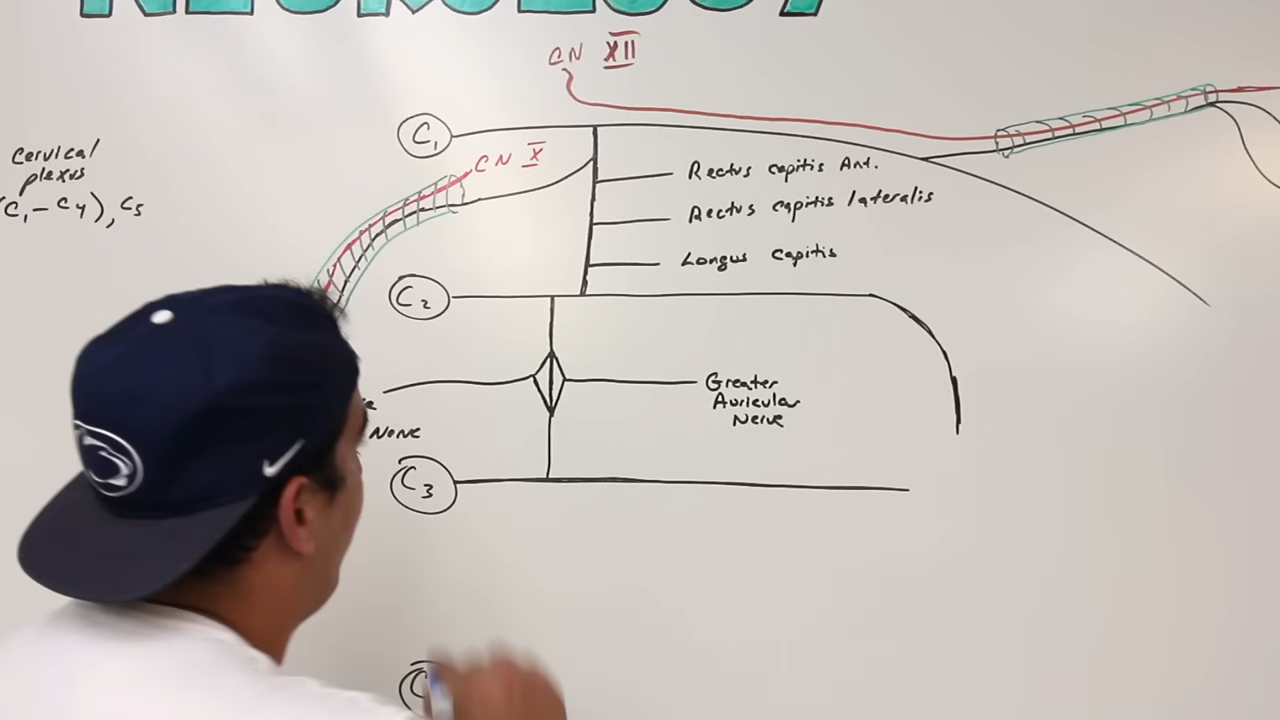 NEUROLOGY
CN XII
C1
Cervical
plexus
(C1-C4), C5
CN X
Rectus capitis Ant.
Rectus capitis lateralis
Longus capitis
C2
Greater
Auricular
Nerve
None
C3
C